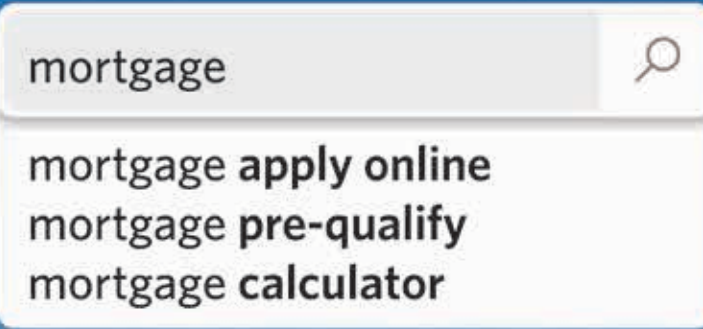 mortgage
mortgage apply online
mortgage pre-qualify
mortgage calculator